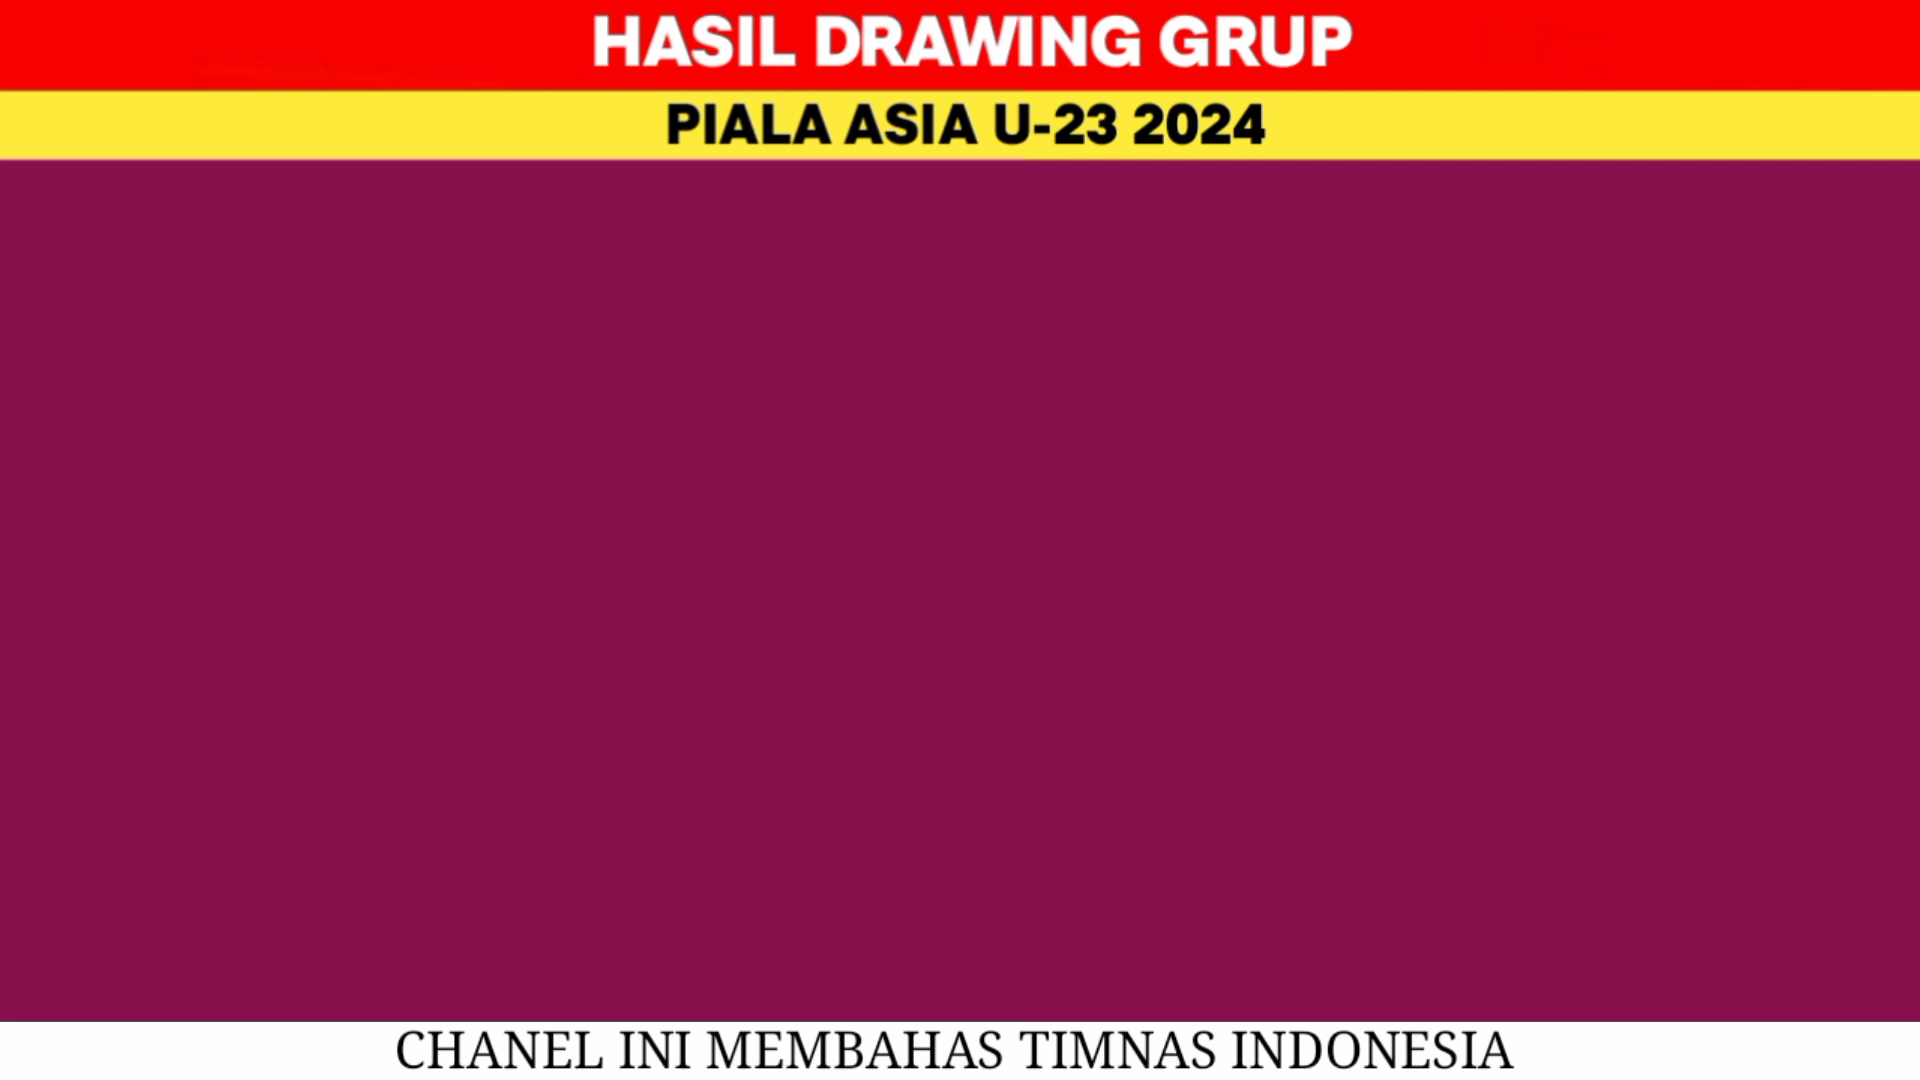 HASIL DRAWING GRUP
PIALA ASIA U-23 2024
CHANEL INI MEMBAHAS TIMNAS INDONESIA